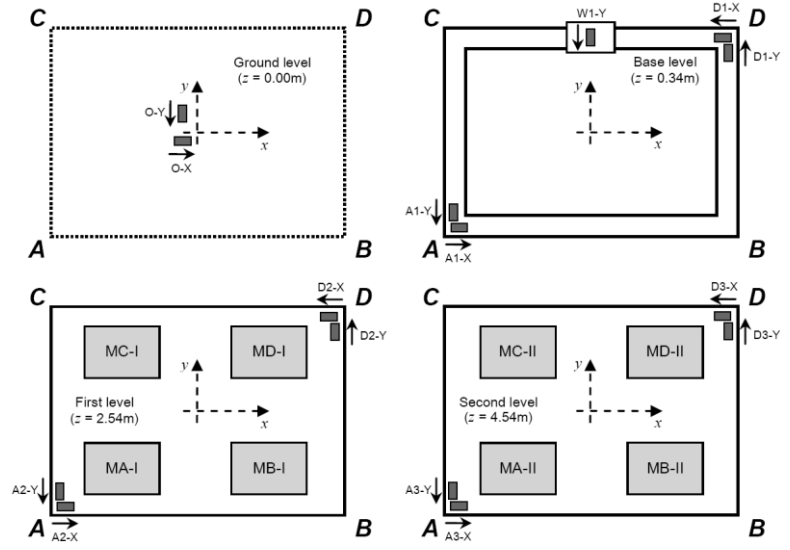 C
D
Ground level
(z = 0.00m)
y
O-Y
x
O-X
A
B
C
W1-Y
D1-X
D
D1-Y
Base level
(z = 0.34m)
y
x
A1-Y
A
A1-X
B
C
D2-X
D
D2-Y
MC-I
MD-I
y
First level
(z = 2.54m)
x
MA-I
MB-I
A2-Y
A
A2-X
B
C
D3-X
D
D3-Y
MC-II
MD-II
y
Second level
(z = 4.54m)
x
MA-II
MB-II
A3-Y
A
A3-X
B